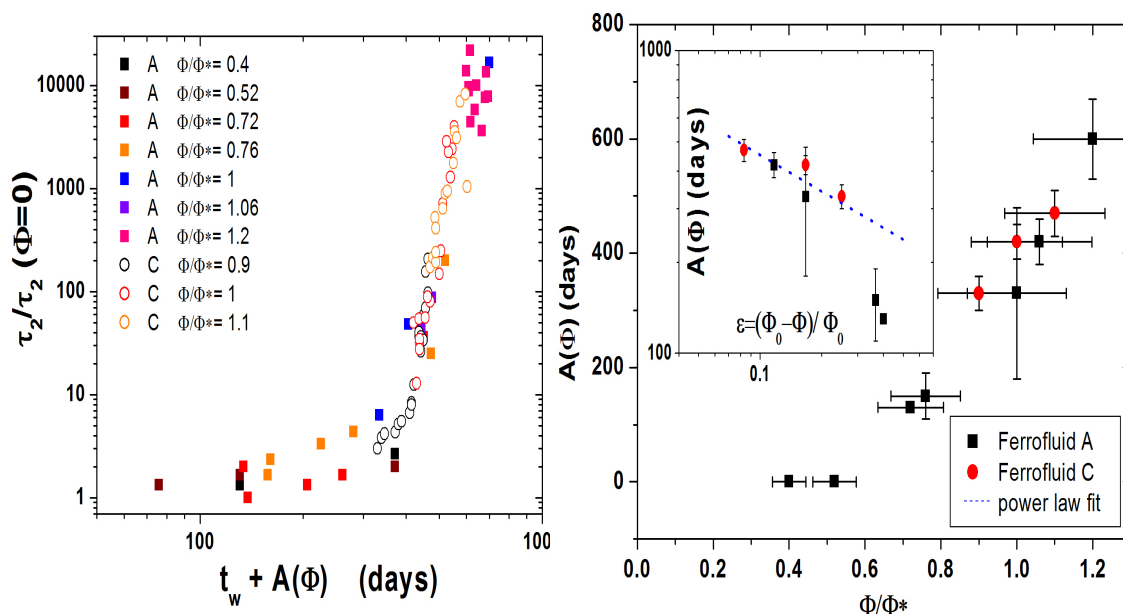 10000
1000
100
10
1
τ₂/τ₂ (Φ=0)
A Φ/Φ*= 0.4
A Φ/Φ*= 0.52
A Φ/Φ*= 0.72
A Φ/Φ*= 0.76
A Φ/Φ*= 1
A Φ/Φ*= 1.06
A Φ/Φ*= 1.2
C Φ/Φ*= 0.9
C Φ/Φ*= 1
C Φ/Φ*= 1.1
100 100
t_w + A(Φ) (days)
800
600
400
200
0
A(Φ) (days)
1000
100
A(Φ) (days)
ε=(Φ₀-Φ)/ Φ₀
0.1
Ferrofluid A
Ferrofluid C
power law fit
0.0 0.2 0.4 0.6 0.8 1.0 1.2
Φ/Φ*